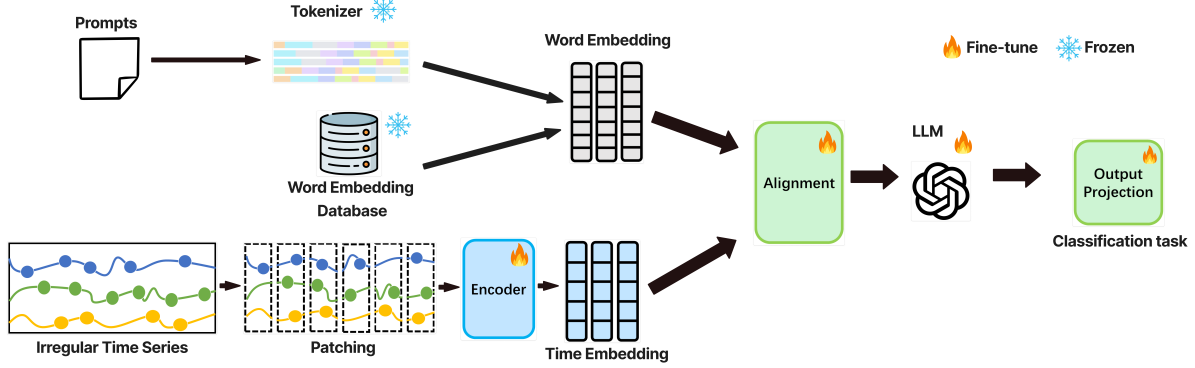 Prompts
Tokenizer
Word Embedding
Fine-tune
Frozen
Word Embedding
Database
Alignment
LLM
Output
Projection
Classification task
Encoder
Irregular Time Series
Patching
Time Embedding